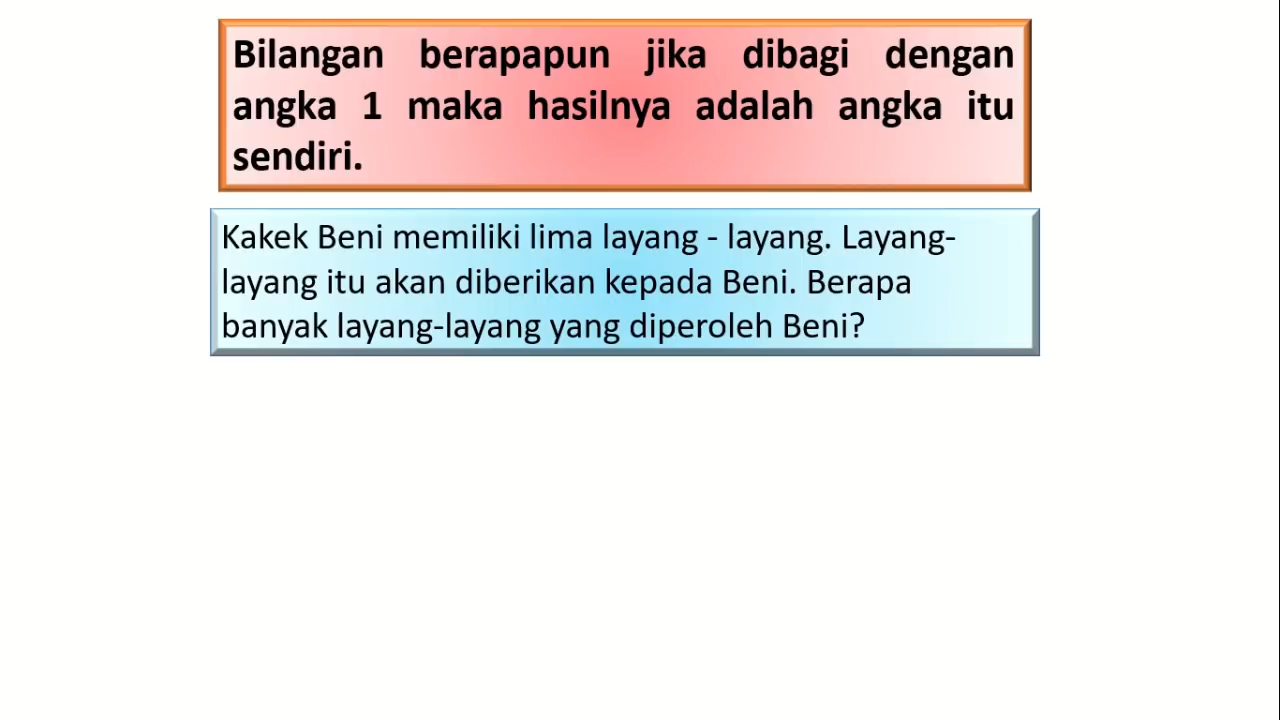 Bilangan berapapun jika dibagi dengan
angka 1 maka hasilnya adalah angka itu
sendiri.
Kakek Beni memiliki lima layang - layang. Layang-
layang itu akan diberikan kepada Beni. Berapa
banyak layang-layang yang diperoleh Beni?